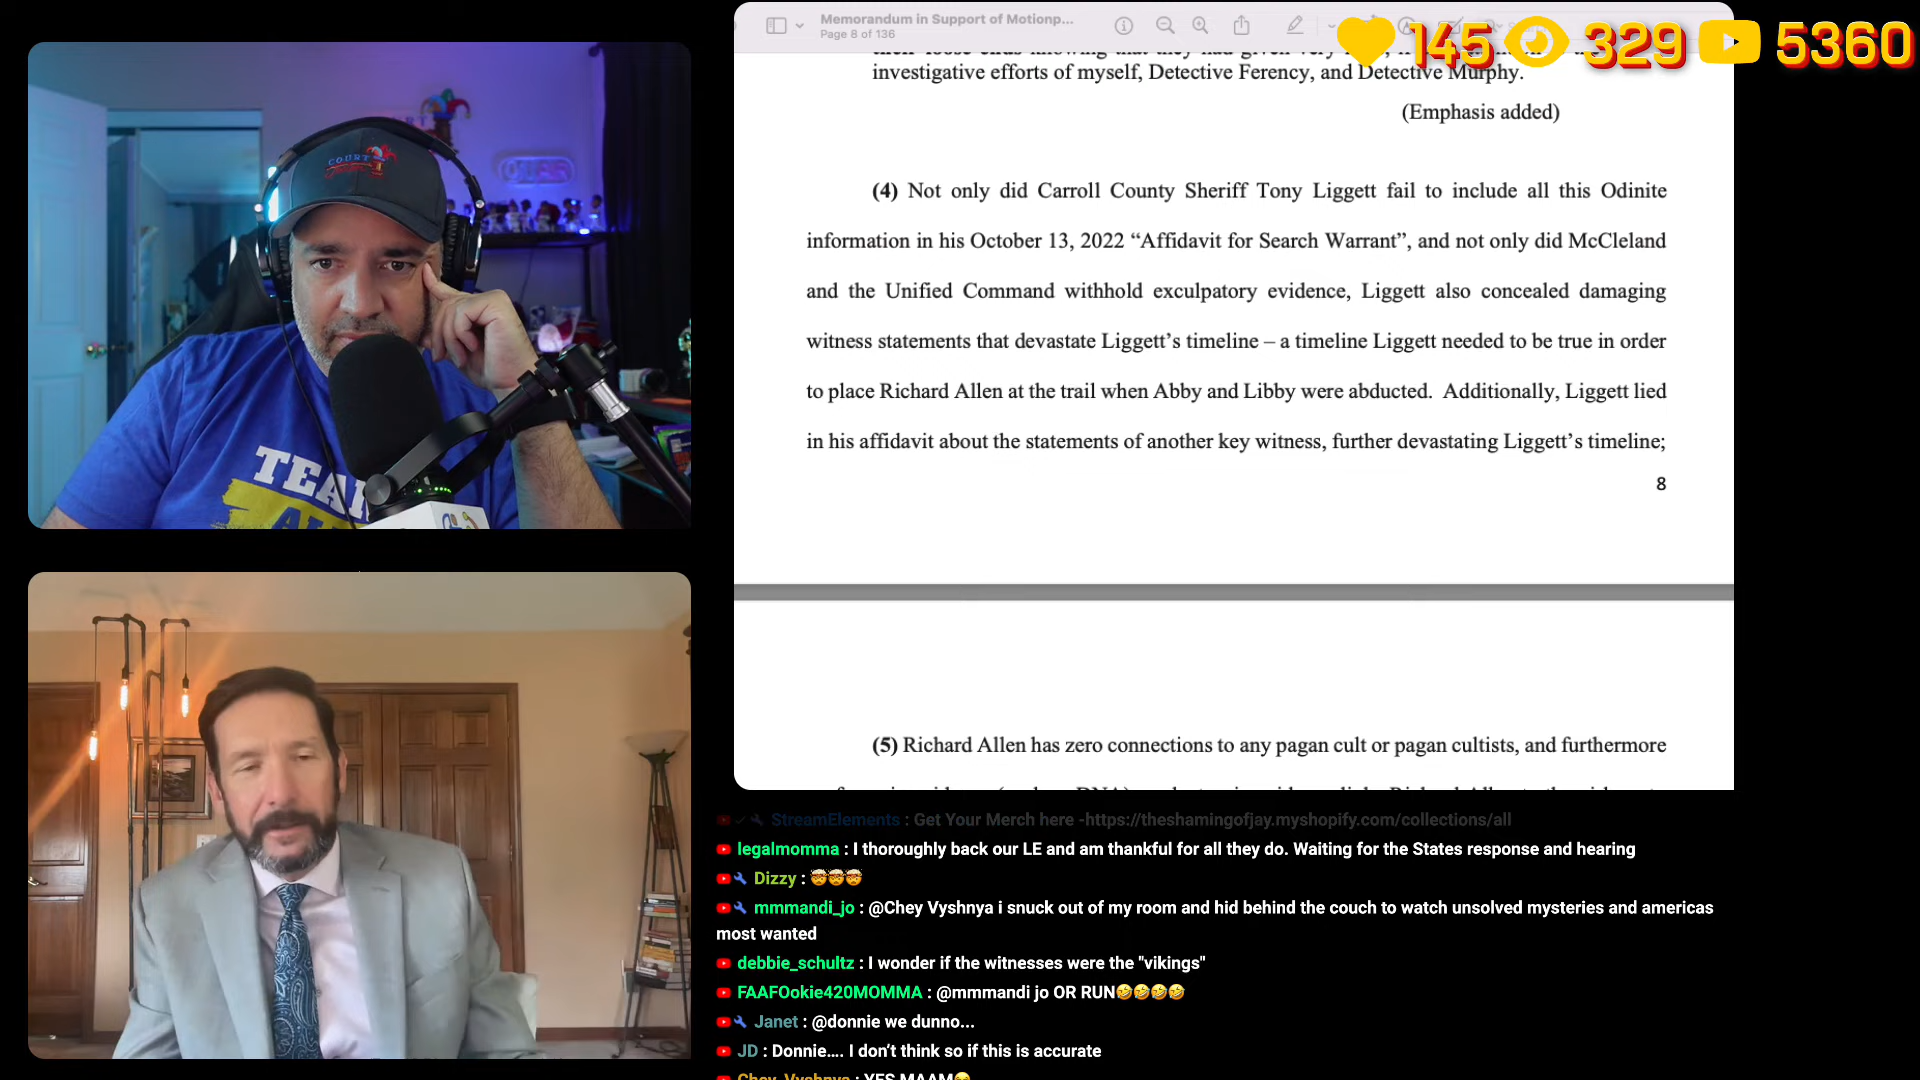 Memorandum in Support of Motionp...
Page 8 of 136
145 329 5360
investigative efforts of myself, Detective Ferency, and Detective Murphy.
(Emphasis added)
(4) Not only did Carroll County Sheriff Tony Liggett fail to include all this Odinite
information in his October 13, 2022 “Affidavit for Search Warrant”, and not only did McCleland
and the Unified Command withhold exculpatory evidence, Liggett also concealed damaging
witness statements that devastate Liggett’s timeline – a timeline Liggett needed to be true in order
to place Richard Allen at the trail when Abby and Libby were abducted. Additionally, Liggett lied
in his affidavit about the statements of another key witness, further devastating Liggett’s timeline;
8
(5) Richard Allen has zero connections to any pagan cult or pagan cultists, and furthermore
COURT
TEAM
StreamElements : Get Your Merch here -https://theshamingofjay.myshopify.com/collections/all
legalmomma : I thoroughly back our LE and am thankful for all they do. Waiting for the States response and hearing
Dizzy : 🤯🤯🤯
mmmandi_jo : @Chey Vyshnya i snuck out of my room and hid behind the couch to watch unsolved mysteries and americas
most wanted
debbie_schultz : I wonder if the witnesses were the "vikings"
FAAFOokie420MOMMA : @mmmandi jo OR RUN🤣🤣🤣🤣
Janet : @donnie we dunno...
JD : Donnie.... I don’t think so if this is accurate
Chey_Vyshnya : YES MAAM😂